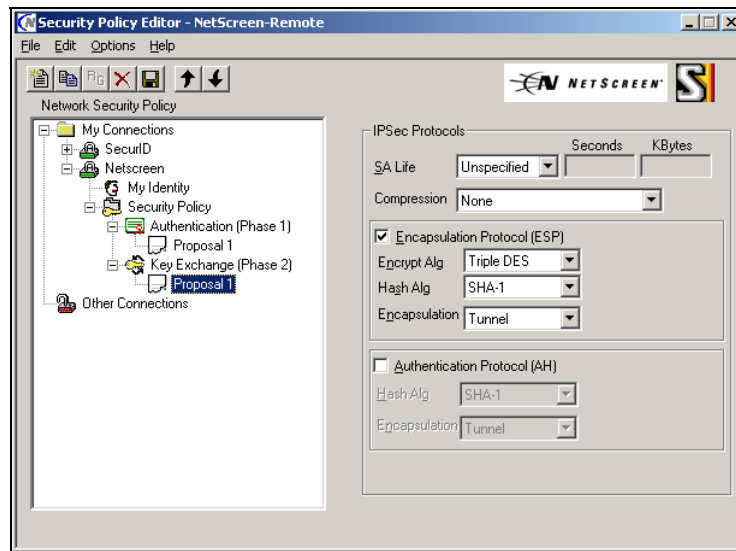 Security Policy Editor - NetScreen-Remote
File Edit Options Help
NETSCREEN
Network Security Policy
My Connections
SecurID
Netscreen
My Identity
Security Policy
Authentication (Phase 1)
Proposal 1
Key Exchange (Phase 2)
Proposal 1
Other Connections
IPSec Protocols
Seconds KBytes
SA Life Unspecified
Compression None
Encapsulation Protocol (ESP)
Encrypt Alg Triple DES
Hash Alg SHA-1
Encapsulation Tunnel
Authentication Protocol (AH)
Hash Alg SHA-1
Encapsulation Tunnel